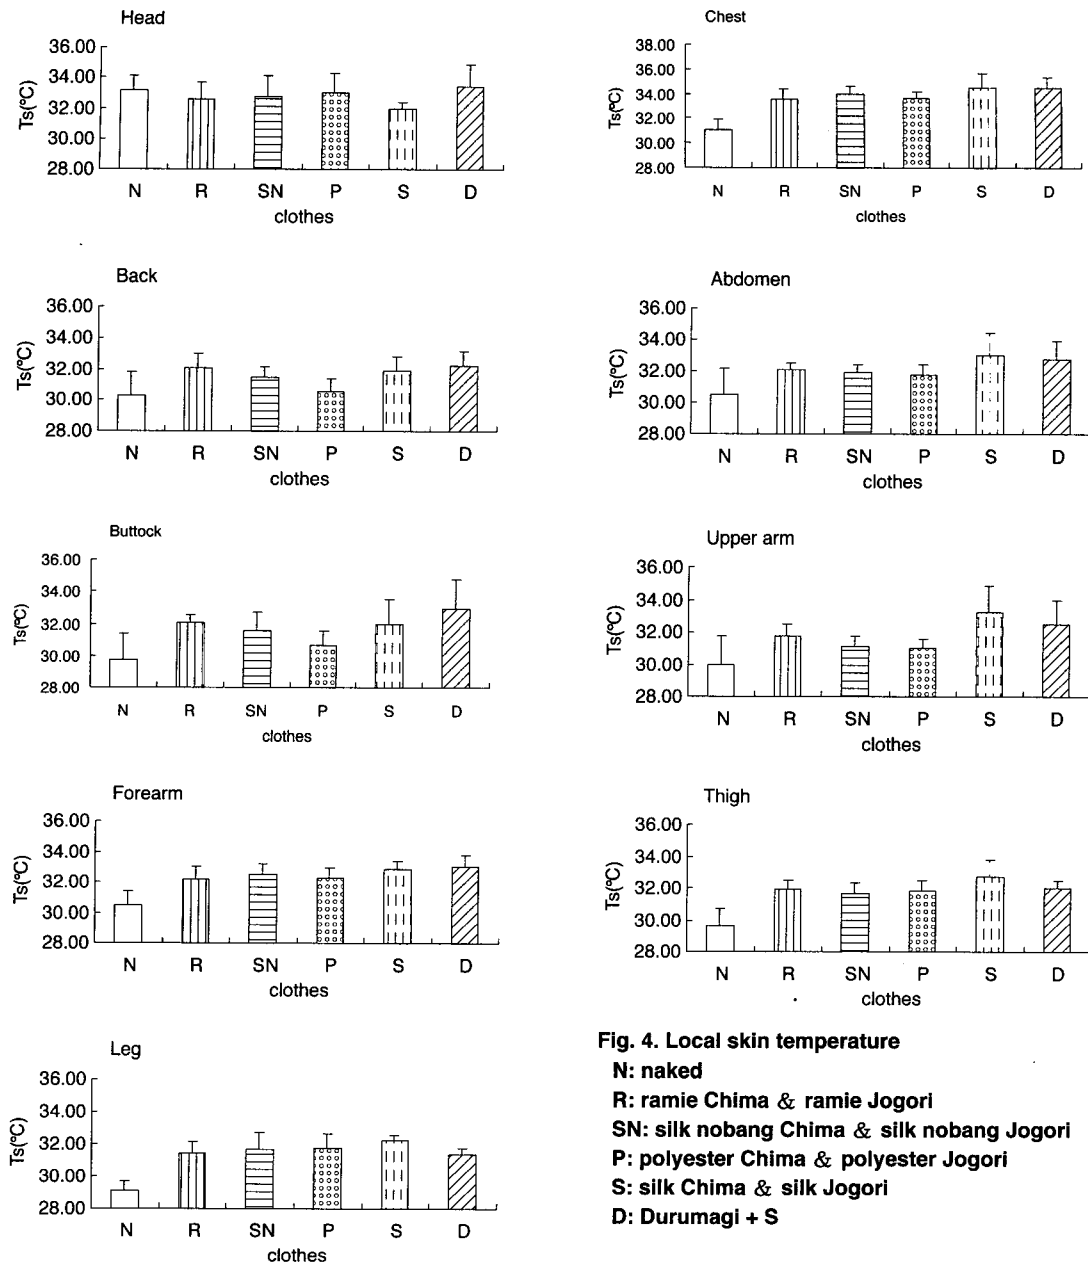 Head
36.00
34.00
32.00
30.00
28.00
Ts(°C)
N R SN P S D
clothes
Chest
38.00
36.00
34.00
32.00
30.00
28.00
Ts(°C)
N R SN P S D
clothes
Back
36.00
34.00
32.00
30.00
28.00
Ts(°C)
N R SN P S D
clothes
Abdomen
36.00
34.00
32.00
30.00
28.00
Ts(°C)
N R SN P S D
clothes
Buttock
36.00
34.00
32.00
30.00
28.00
Ts(°C)
N R SN P S D
clothes
Upper arm
36.00
34.00
32.00
30.00
28.00
Ts(°C)
N R SN P S D
clothes
Forearm
36.00
34.00
32.00
30.00
28.00
Ts(°C)
N R SN P S D
clothes
Thigh
36.00
34.00
32.00
30.00
28.00
Ts(°C)
N R SN P S D
clothes
Leg
36.00
34.00
32.00
30.00
28.00
Ts(°C)
N R SN P S D
clothes
Fig. 4. Local skin temperature
N: naked
R: ramie Chima & ramie Jogori
SN: silk nobang Chima & silk nobang Jogori
P: polyester Chima & polyester Jogori
S: silk Chima & silk Jogori
D: Durumagi + S